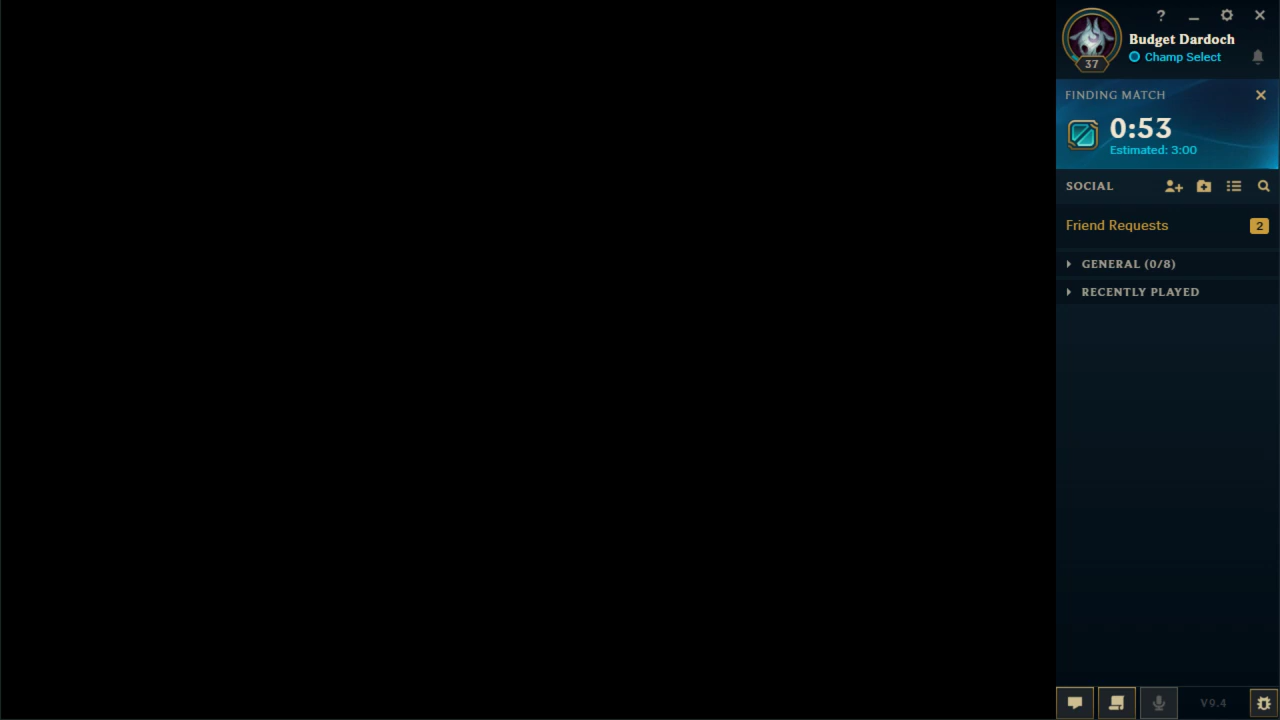 ?
Budget Dardoch
Champ Select
37
FINDING MATCH
0:53
Estimated: 3:00
SOCIAL
Friend Requests
2
GENERAL (0/8)
RECENTLY PLAYED
V9.4